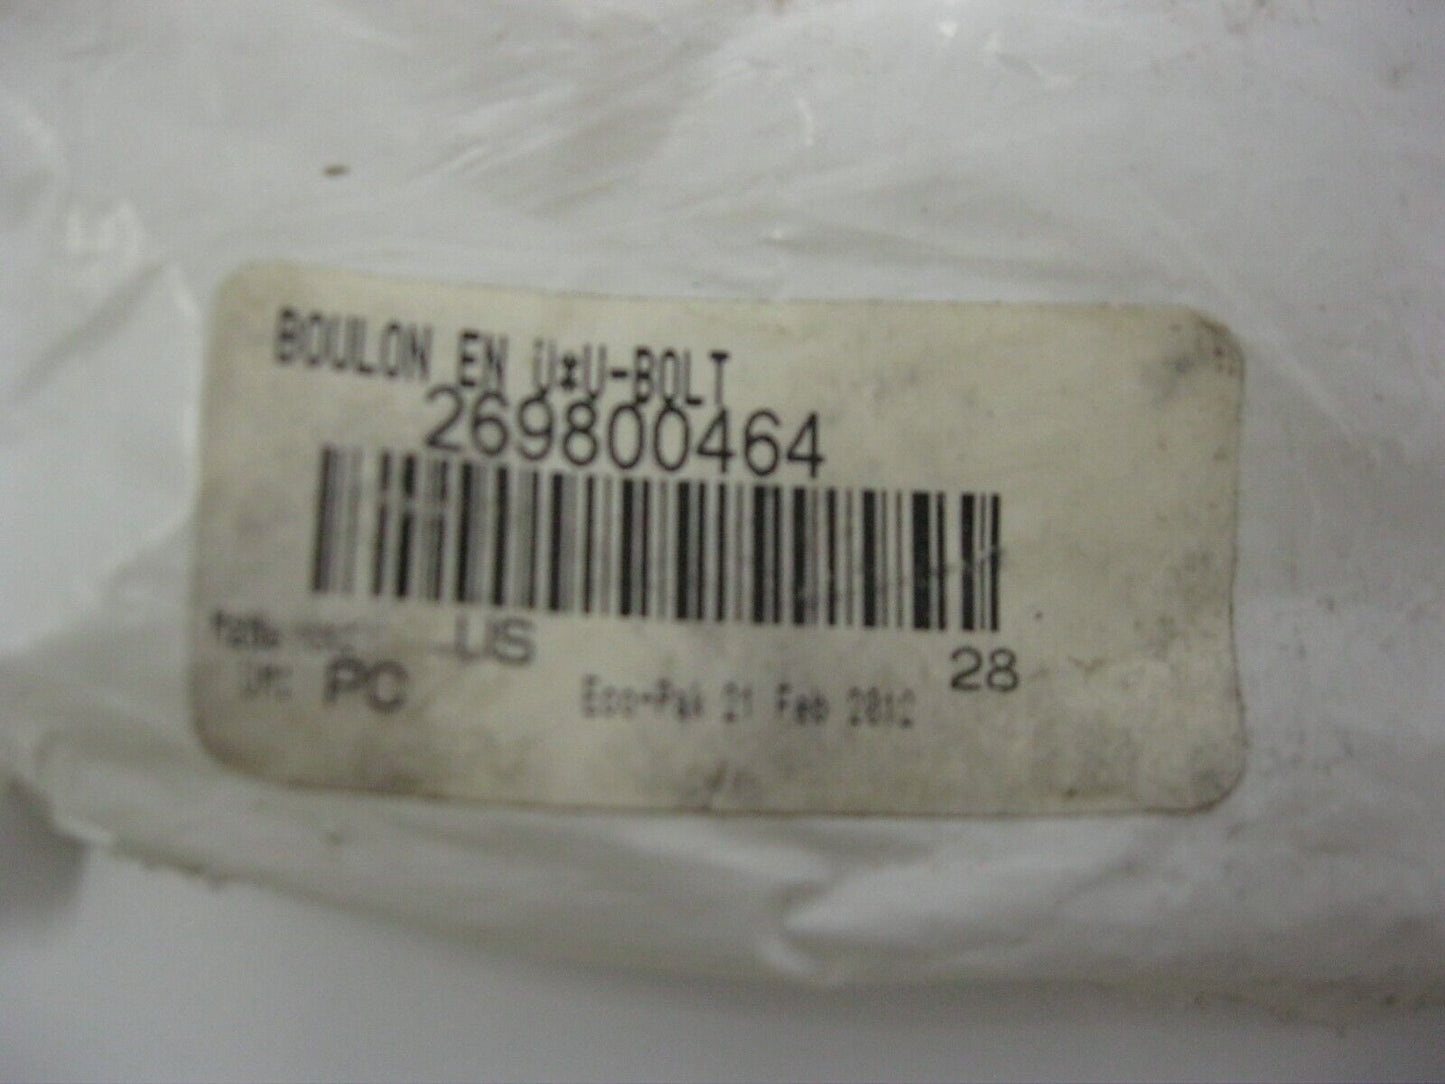 BOULON EN U*U-BOLT
269800464
US
28
PC
Eco-Pak 21 Feb 2012